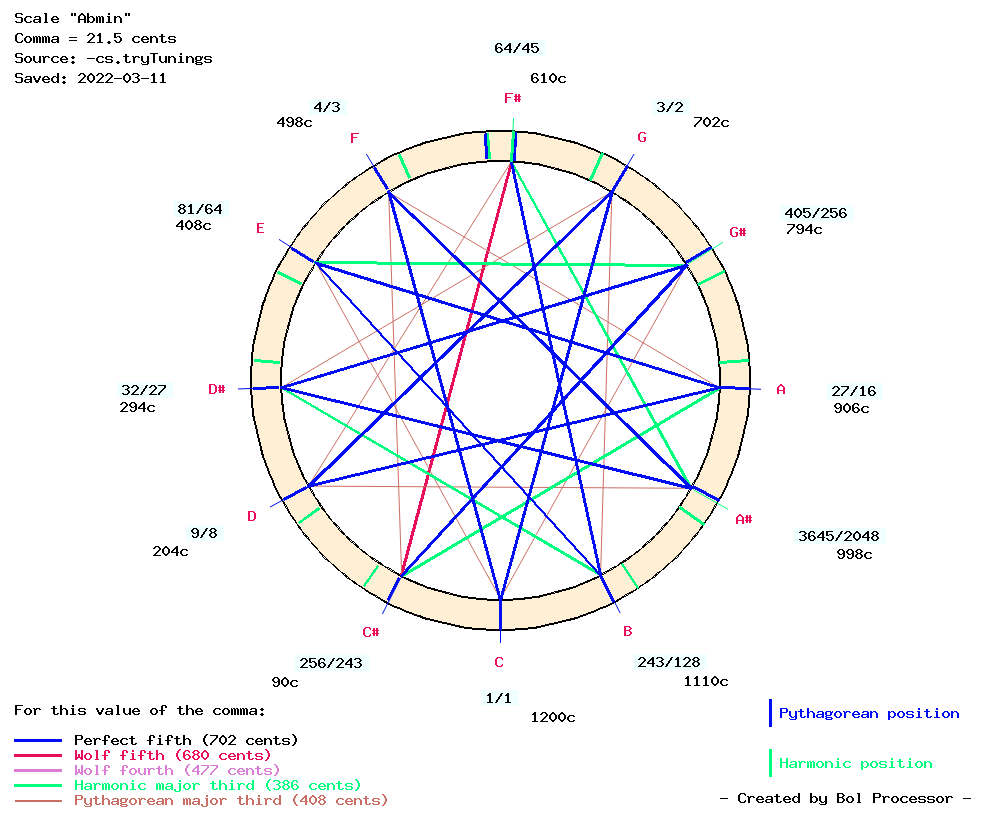 Scale "Abmin"
Comma = 21.5 cents
Source: -cs.tryTunings
Saved: 2022-03-11
64/45
610c
F#
4/3
498c
F
3/2
702c
G
81/64
408c
E
405/256
794c
G#
32/27
294c
D#
A
27/16
906c
9/8
204c
D
A#
3645/2048
998c
C#
256/243
90c
C
1/1
1200c
B
243/128
1110c
For this value of the comma:
Perfect fifth (702 cents)
Wolf fifth (680 cents)
Wolf fourth (477 cents)
Harmonic major third (386 cents)
Pythagorean major third (408 cents)
Pythagorean position
Harmonic position
- Created by Bol Processor -